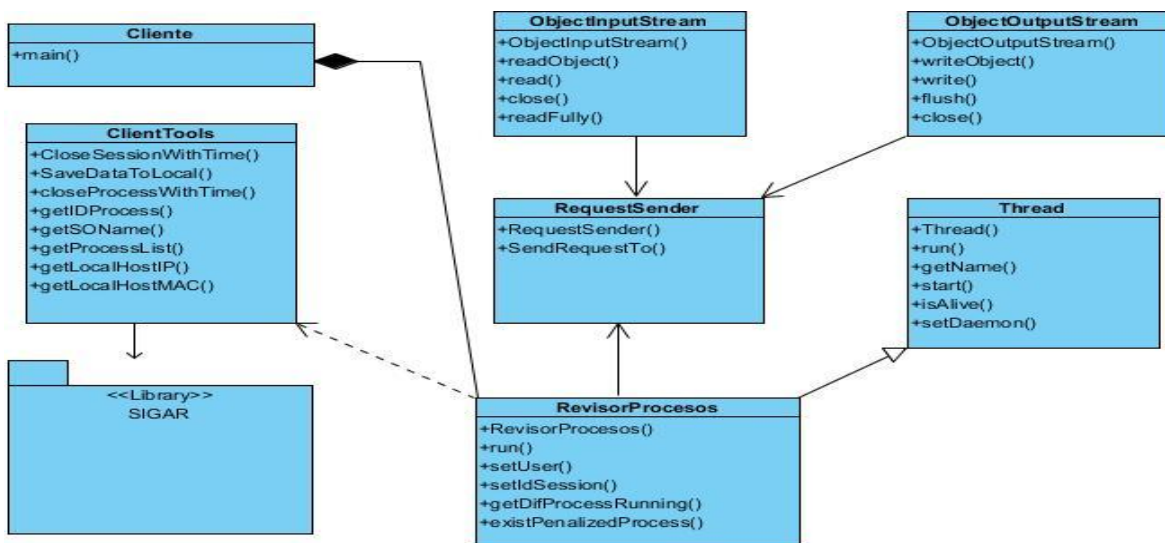 Cliente
+main()
ClientTools
+CloseSessionWithTime()
+SaveDataToLocal()
+closeProcessWithTime()
+getIDProcess()
+getSOName()
+getProcessList()
+getLocalHostIP()
+getLocalHostMAC()
<<Library>>
SIGAR
ObjectInputStream
+ObjectInputStream()
+readObject()
+read()
+close()
+readFully()
ObjectOutputStream
+ObjectOutputStream()
+writeObject()
+write()
+flush()
+close()
RequestSender
+RequestSender()
+SendRequestTo()
Thread
+Thread()
+run()
+getName()
+start()
+isAlive()
+setDaemon()
RevisorProcesos
+RevisorProcesos()
+run()
+setUser()
+setIdSession()
+getDifProcessRunning()
+existPenalizedProcess()